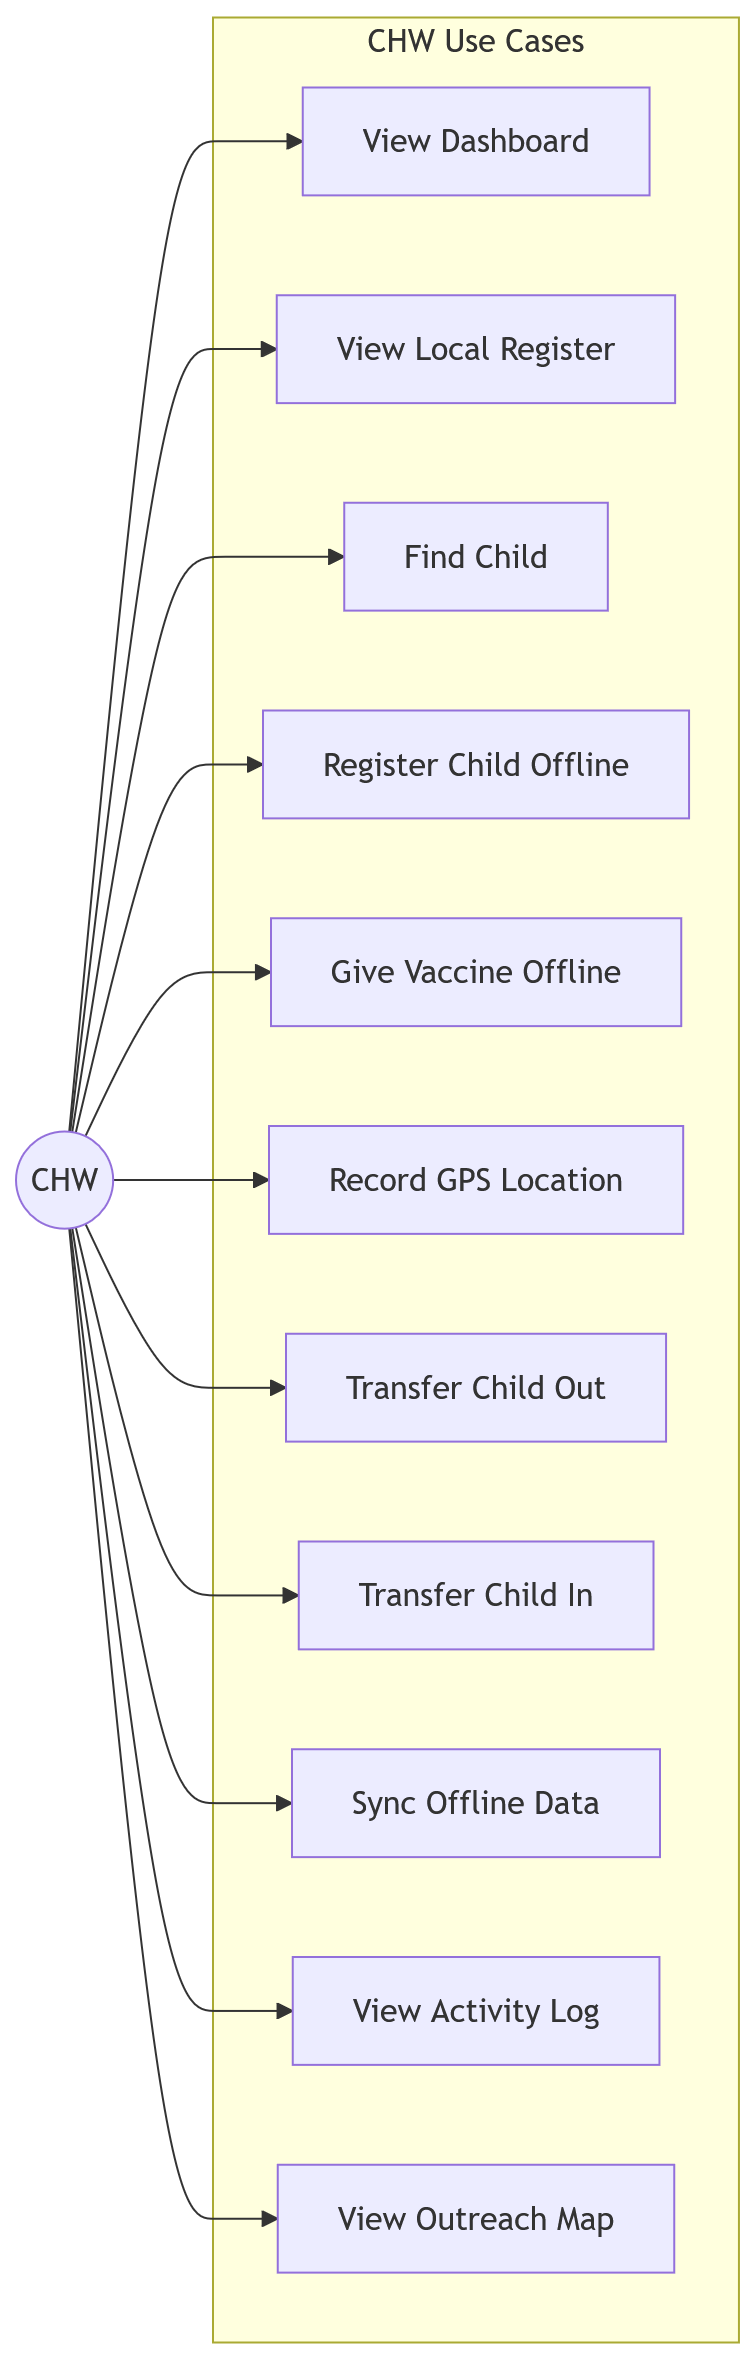 CHW Use Cases
View Dashboard
View Local Register
Find Child
Register Child Offline
Give Vaccine Offline
CHW
Record GPS Location
Transfer Child Out
Transfer Child In
Sync Offline Data
View Activity Log
View Outreach Map